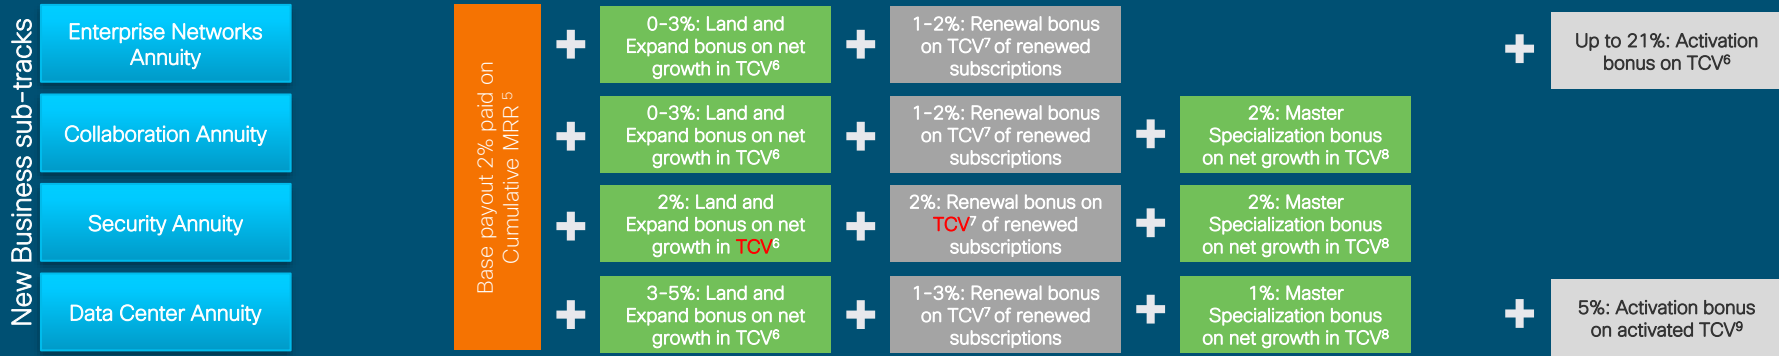 New Business sub-tracks
Enterprise Networks
Annuity
Base payout 2% paid on
Cumulative MRR ⁵
0-3%: Land and
Expand bonus on net
growth in TCV⁶
1-2%: Renewal bonus
on TCV⁷ of renewed
subscriptions
Up to 21%: Activation
bonus on TCV⁶
Collaboration Annuity
0-3%: Land and
Expand bonus on net
growth in TCV⁶
1-2%: Renewal bonus
on TCV⁷ of renewed
subscriptions
2%: Master
Specialization bonus
on net growth in TCV⁸
Security Annuity
2%: Land and
Expand bonus on net
growth in TCV⁶
2%: Renewal bonus on
TCV⁷ of renewed
subscriptions
2%: Master
Specialization bonus
on net growth in TCV⁸
Data Center Annuity
3-5%: Land and
Expand bonus on net
growth in TCV⁶
1-3%: Renewal bonus
on TCV⁷ of renewed
subscriptions
1%: Master
Specialization bonus
on net growth in TCV⁸
5%: Activation bonus
on activated TCV⁹